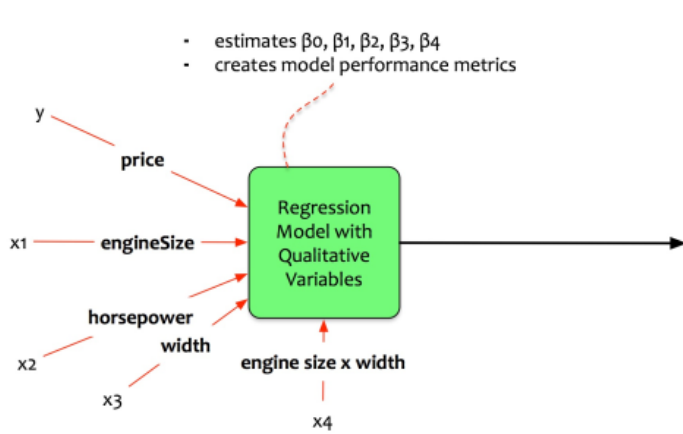 - estimates β0, β1, β2, β3, β4
- creates model performance metrics
y
price
x1
engineSize
Regression
Model with
Qualitative
Variables
horsepower
width
x2
x3
engine size x width
x4